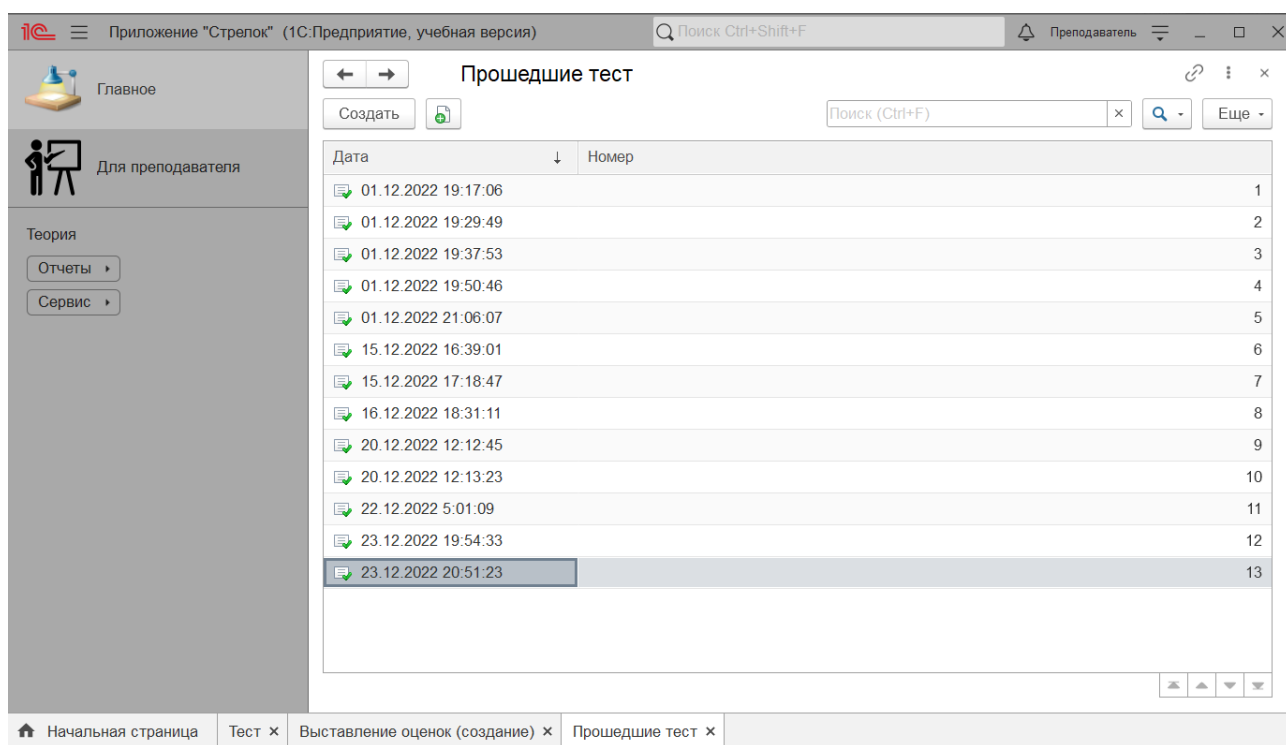 1С Приложение "Стрелок" (1С:Предприятие, учебная версия) Поиск Ctrl+Shift+F Преподаватель
Главное
Для преподавателя
Теория
Отчеты
Сервис
Прошедшие тест
Создать Поиск (Ctrl+F) × Еще
Дата ↓ Номер
01.12.2022 19:17:06 1
01.12.2022 19:29:49 2
01.12.2022 19:37:53 3
01.12.2022 19:50:46 4
01.12.2022 21:06:07 5
15.12.2022 16:39:01 6
15.12.2022 17:18:47 7
16.12.2022 18:31:11 8
20.12.2022 12:12:45 9
20.12.2022 12:13:23 10
22.12.2022 5:01:09 11
23.12.2022 19:54:33 12
23.12.2022 20:51:23 13
Начальная страница Тест × Выставление оценок (создание) × Прошедшие тест ×